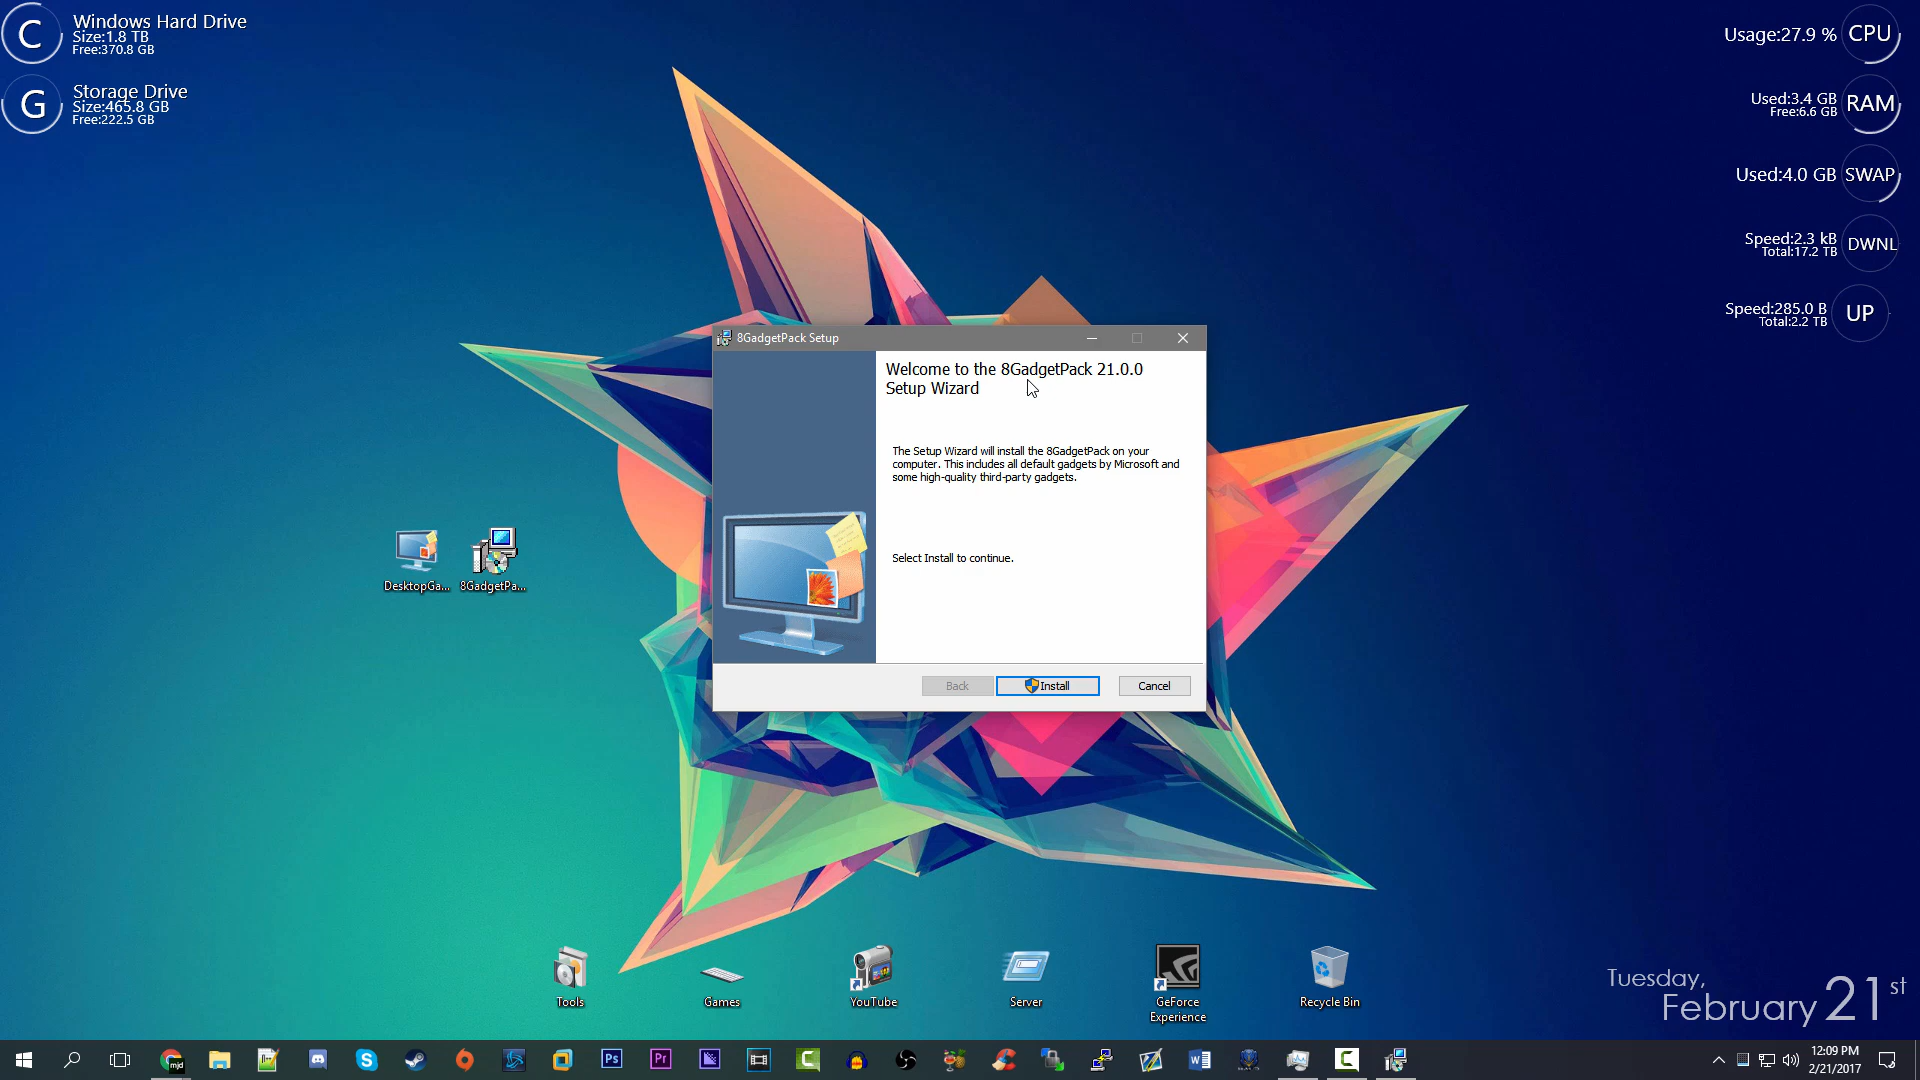 C
Windows Hard Drive
Size:1.8 TB
Free:370.8 GB
G
Storage Drive
Size:465.8 GB
Free:222.5 GB
Usage:27.9 %
CPU
Used:3.4 GB
Free:6.6 GB
RAM
Used:4.0 GB
SWAP
Speed:2.3 kB
Total:17.2 TB
DWNL
Speed:285.0 B
Total:2.2 TB
UP
8GadgetPack Setup
Welcome to the 8GadgetPack 21.0.0
Setup Wizard
The Setup Wizard will install the 8GadgetPack on your
computer. This includes all default gadgets by Microsoft and
some high-quality third-party gadgets.
Select Install to continue.
Back
Install
Cancel
DesktopGa...
8GadgetPa...
Tools
Games
YouTube
Server
GeForce
Experience
Recycle Bin
Tuesday,
February 21 st
mjd
Ps
Pr
C
W
C
12:09 PM
2/21/2017